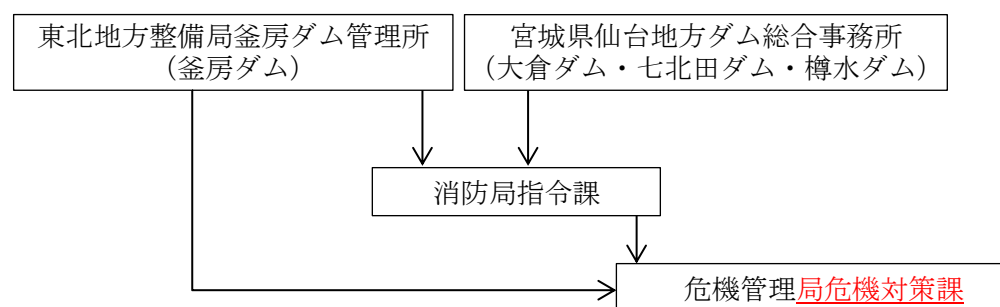 東北地方整備局釜房ダム管理所
(釜房ダム)
宮城県仙台地方ダム総合事務所
(大倉ダム・七北田ダム・樽水ダム)
消防局指令課
危機管理局危機対策課